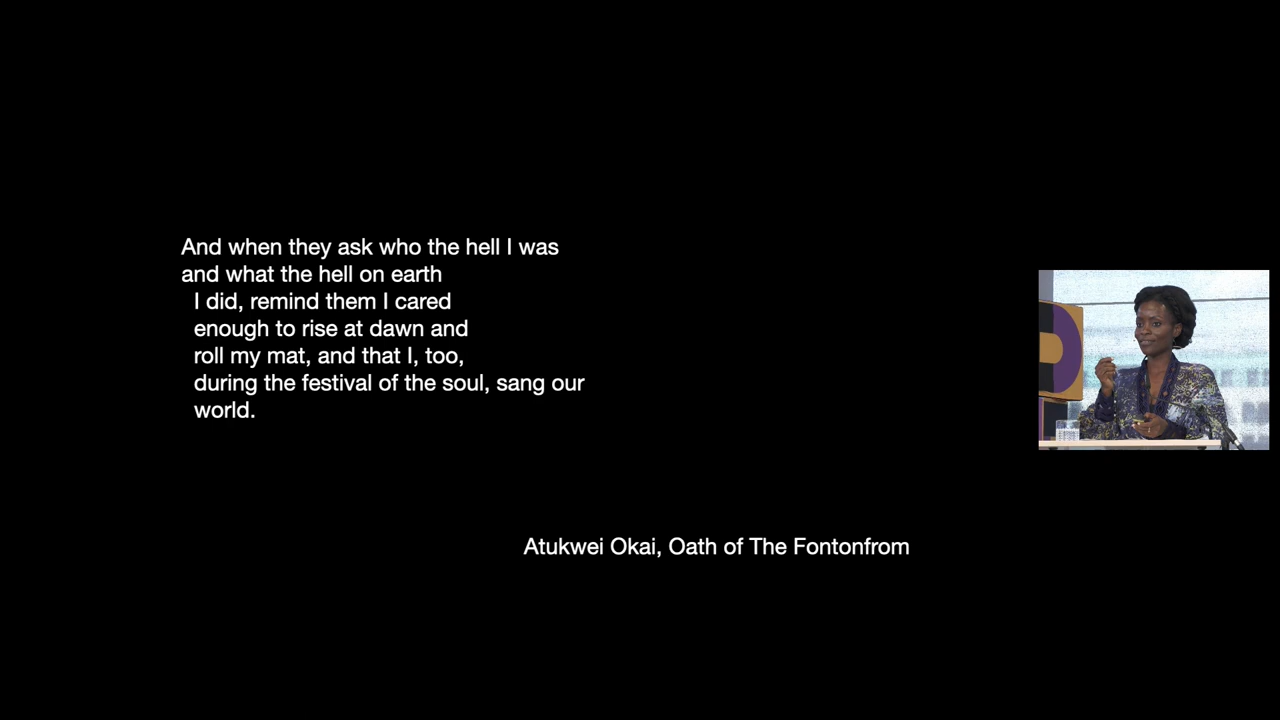 And when they ask who the hell I was
and what the hell on earth
I did, remind them I cared
enough to rise at dawn and
roll my mat, and that I, too,
during the festival of the soul, sang our
world.
Atukwei Okai, Oath of The Fontonfrom